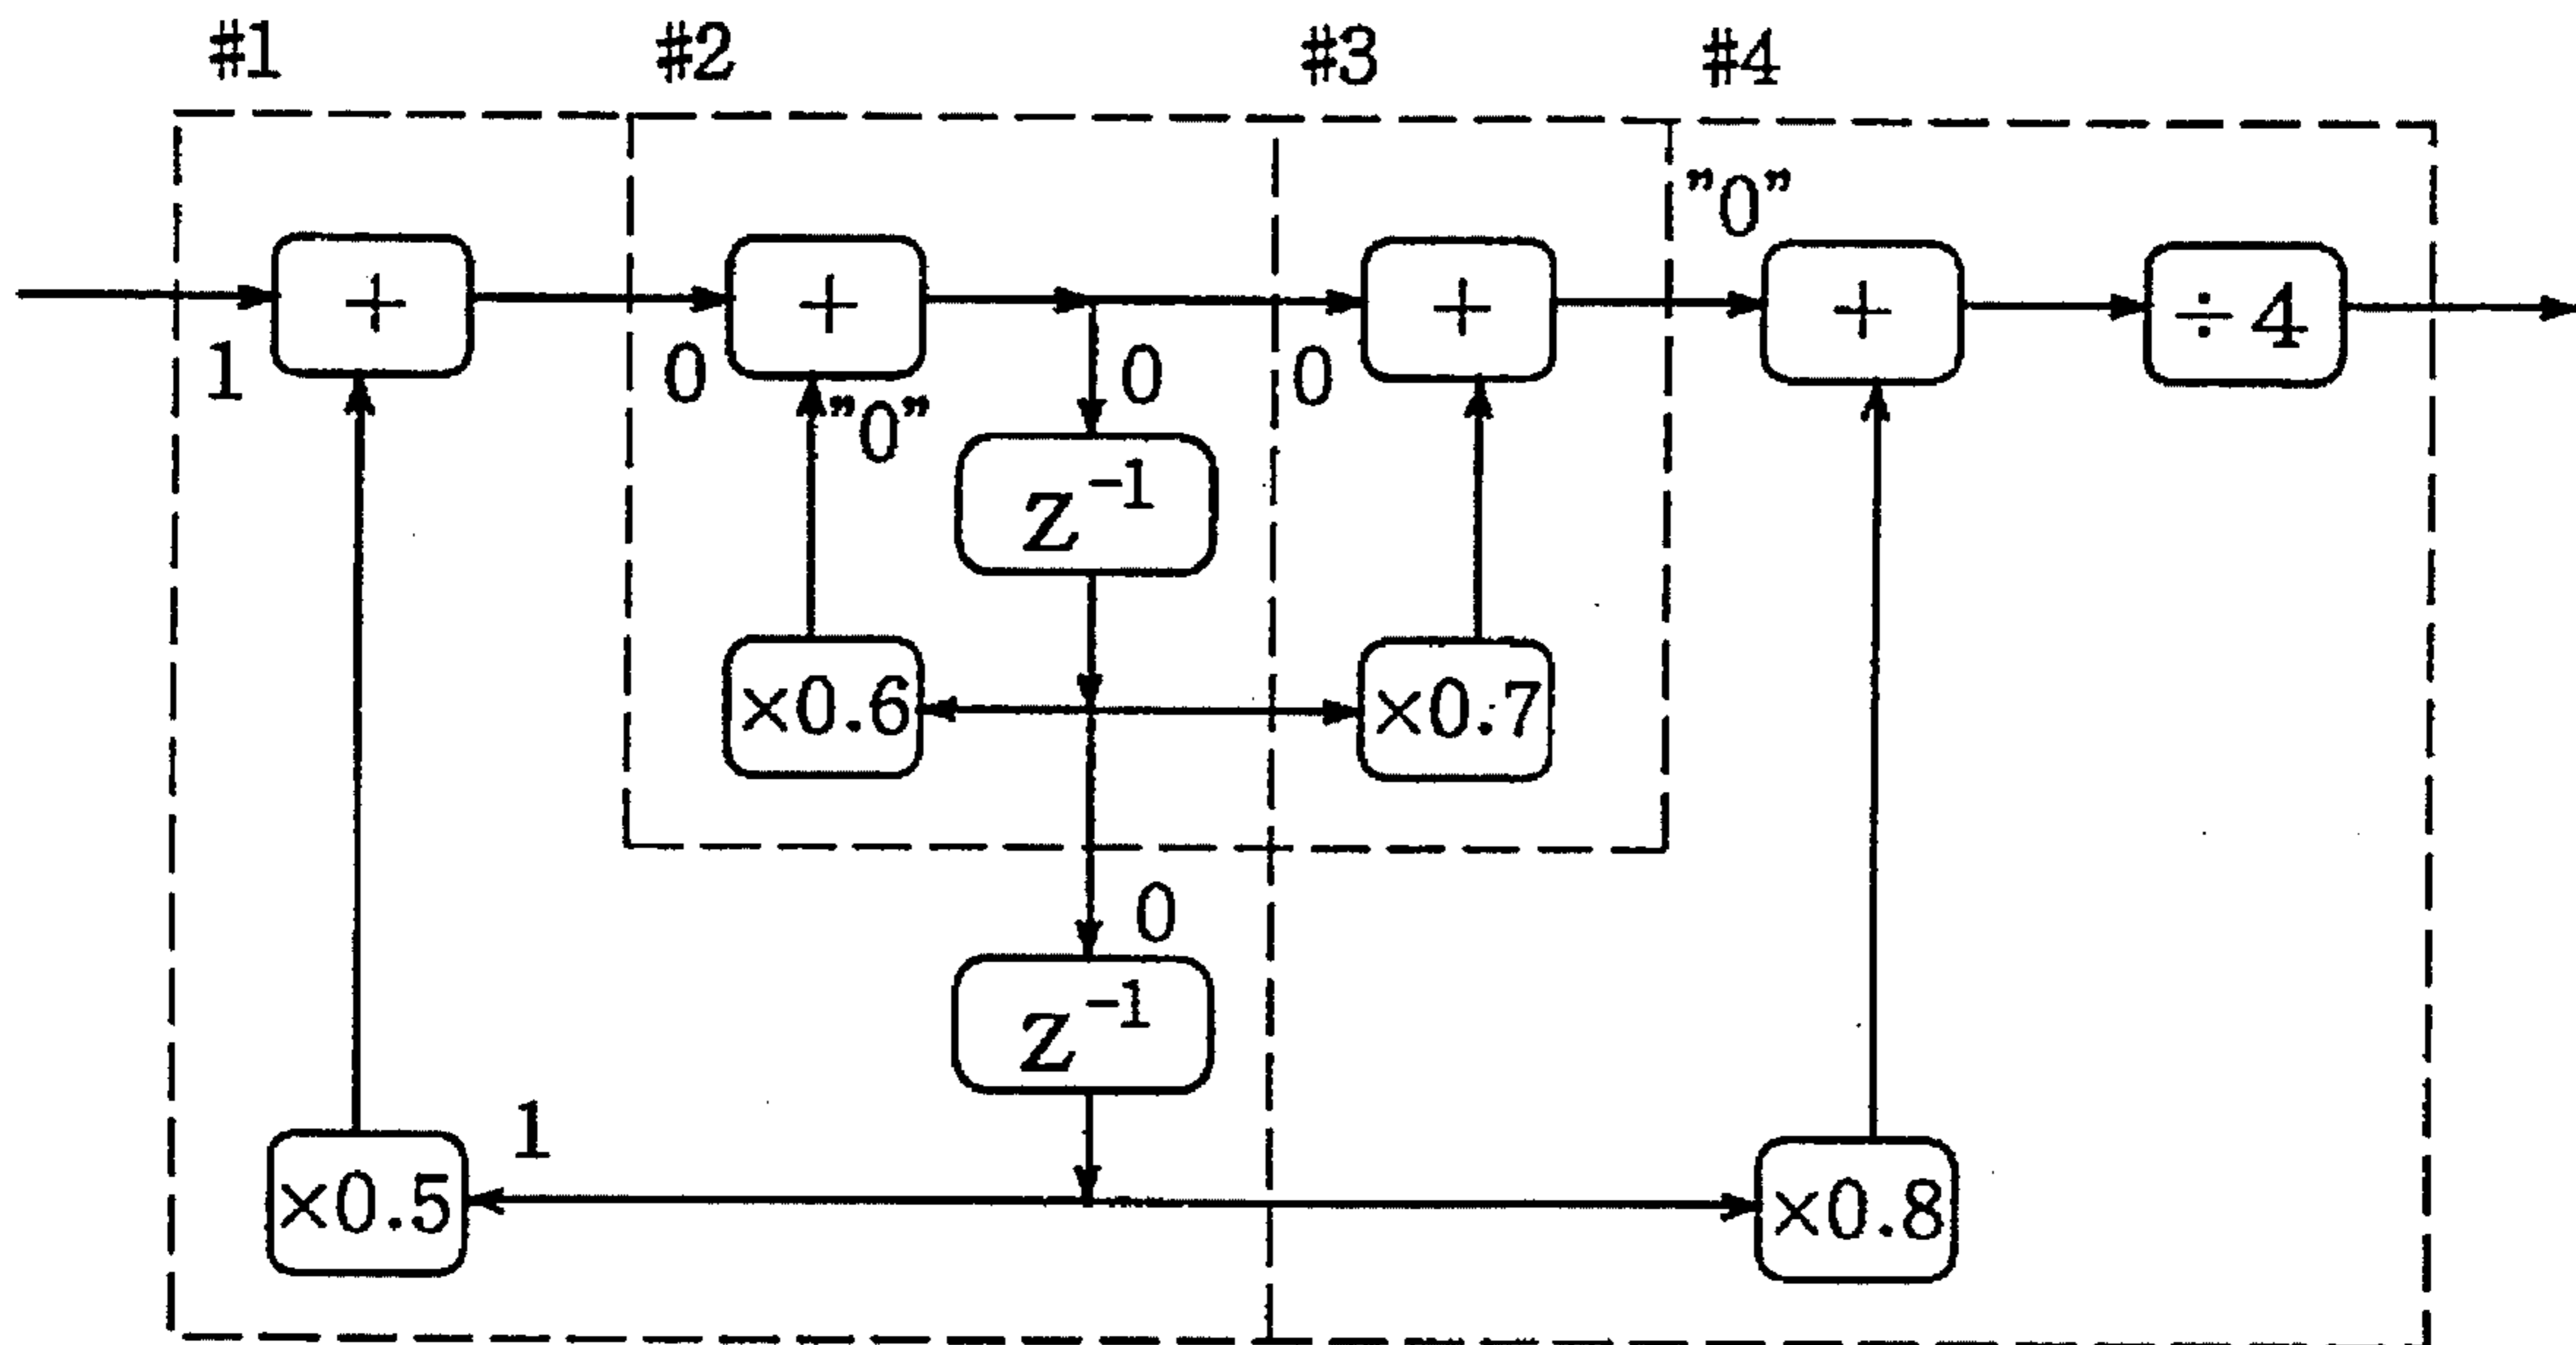 #1 #2 #3 #4
"0"
+ + + + ÷4
1 0 0 0
"0"
z⁻¹
×0.6 ×0.7
0
z⁻¹
1
×0.5 ×0.8